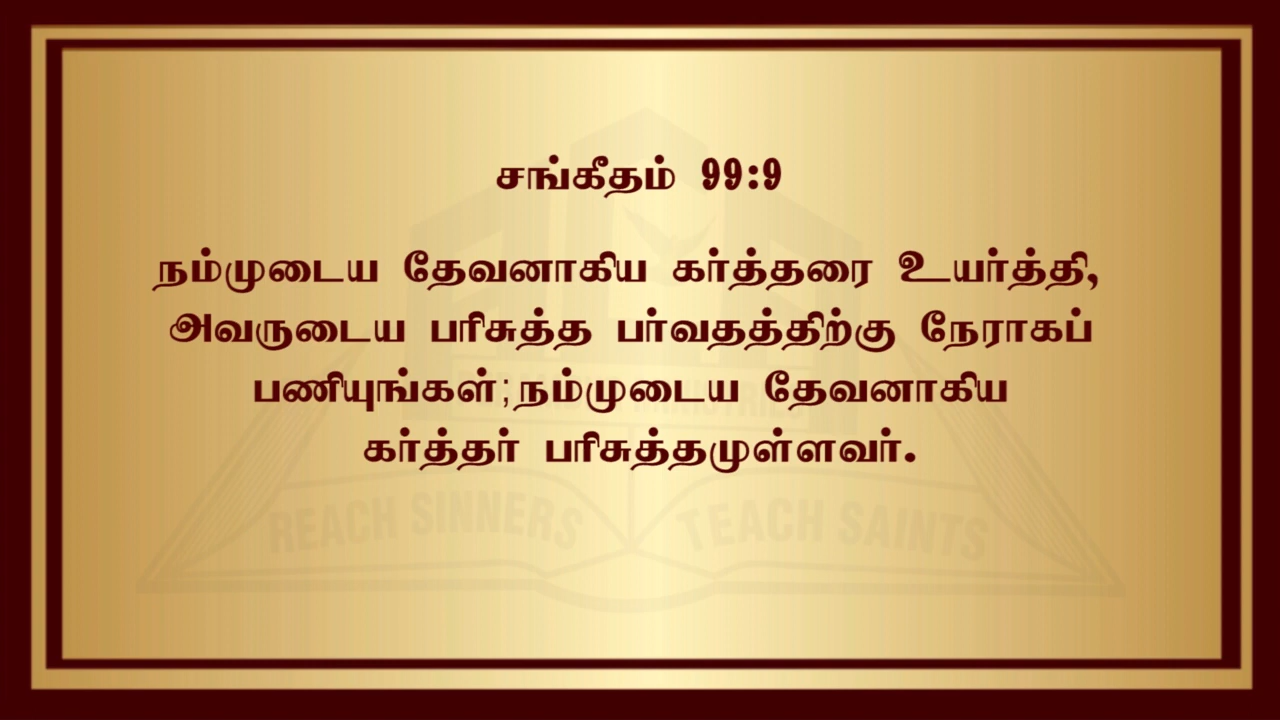 சங்கீதம் 99:9
நம்முடைய தேவனாகிய கர்த்தரை உயர்த்தி,
அவருடைய பரிசுத்த பர்வதத்திற்கு நேராகப்
பணியுங்கள்;நம்முடைய தேவனாகிய
கர்த்தர் பரிசுத்தமுள்ளவர்.
REACH SINNERS TEACH SAINTS